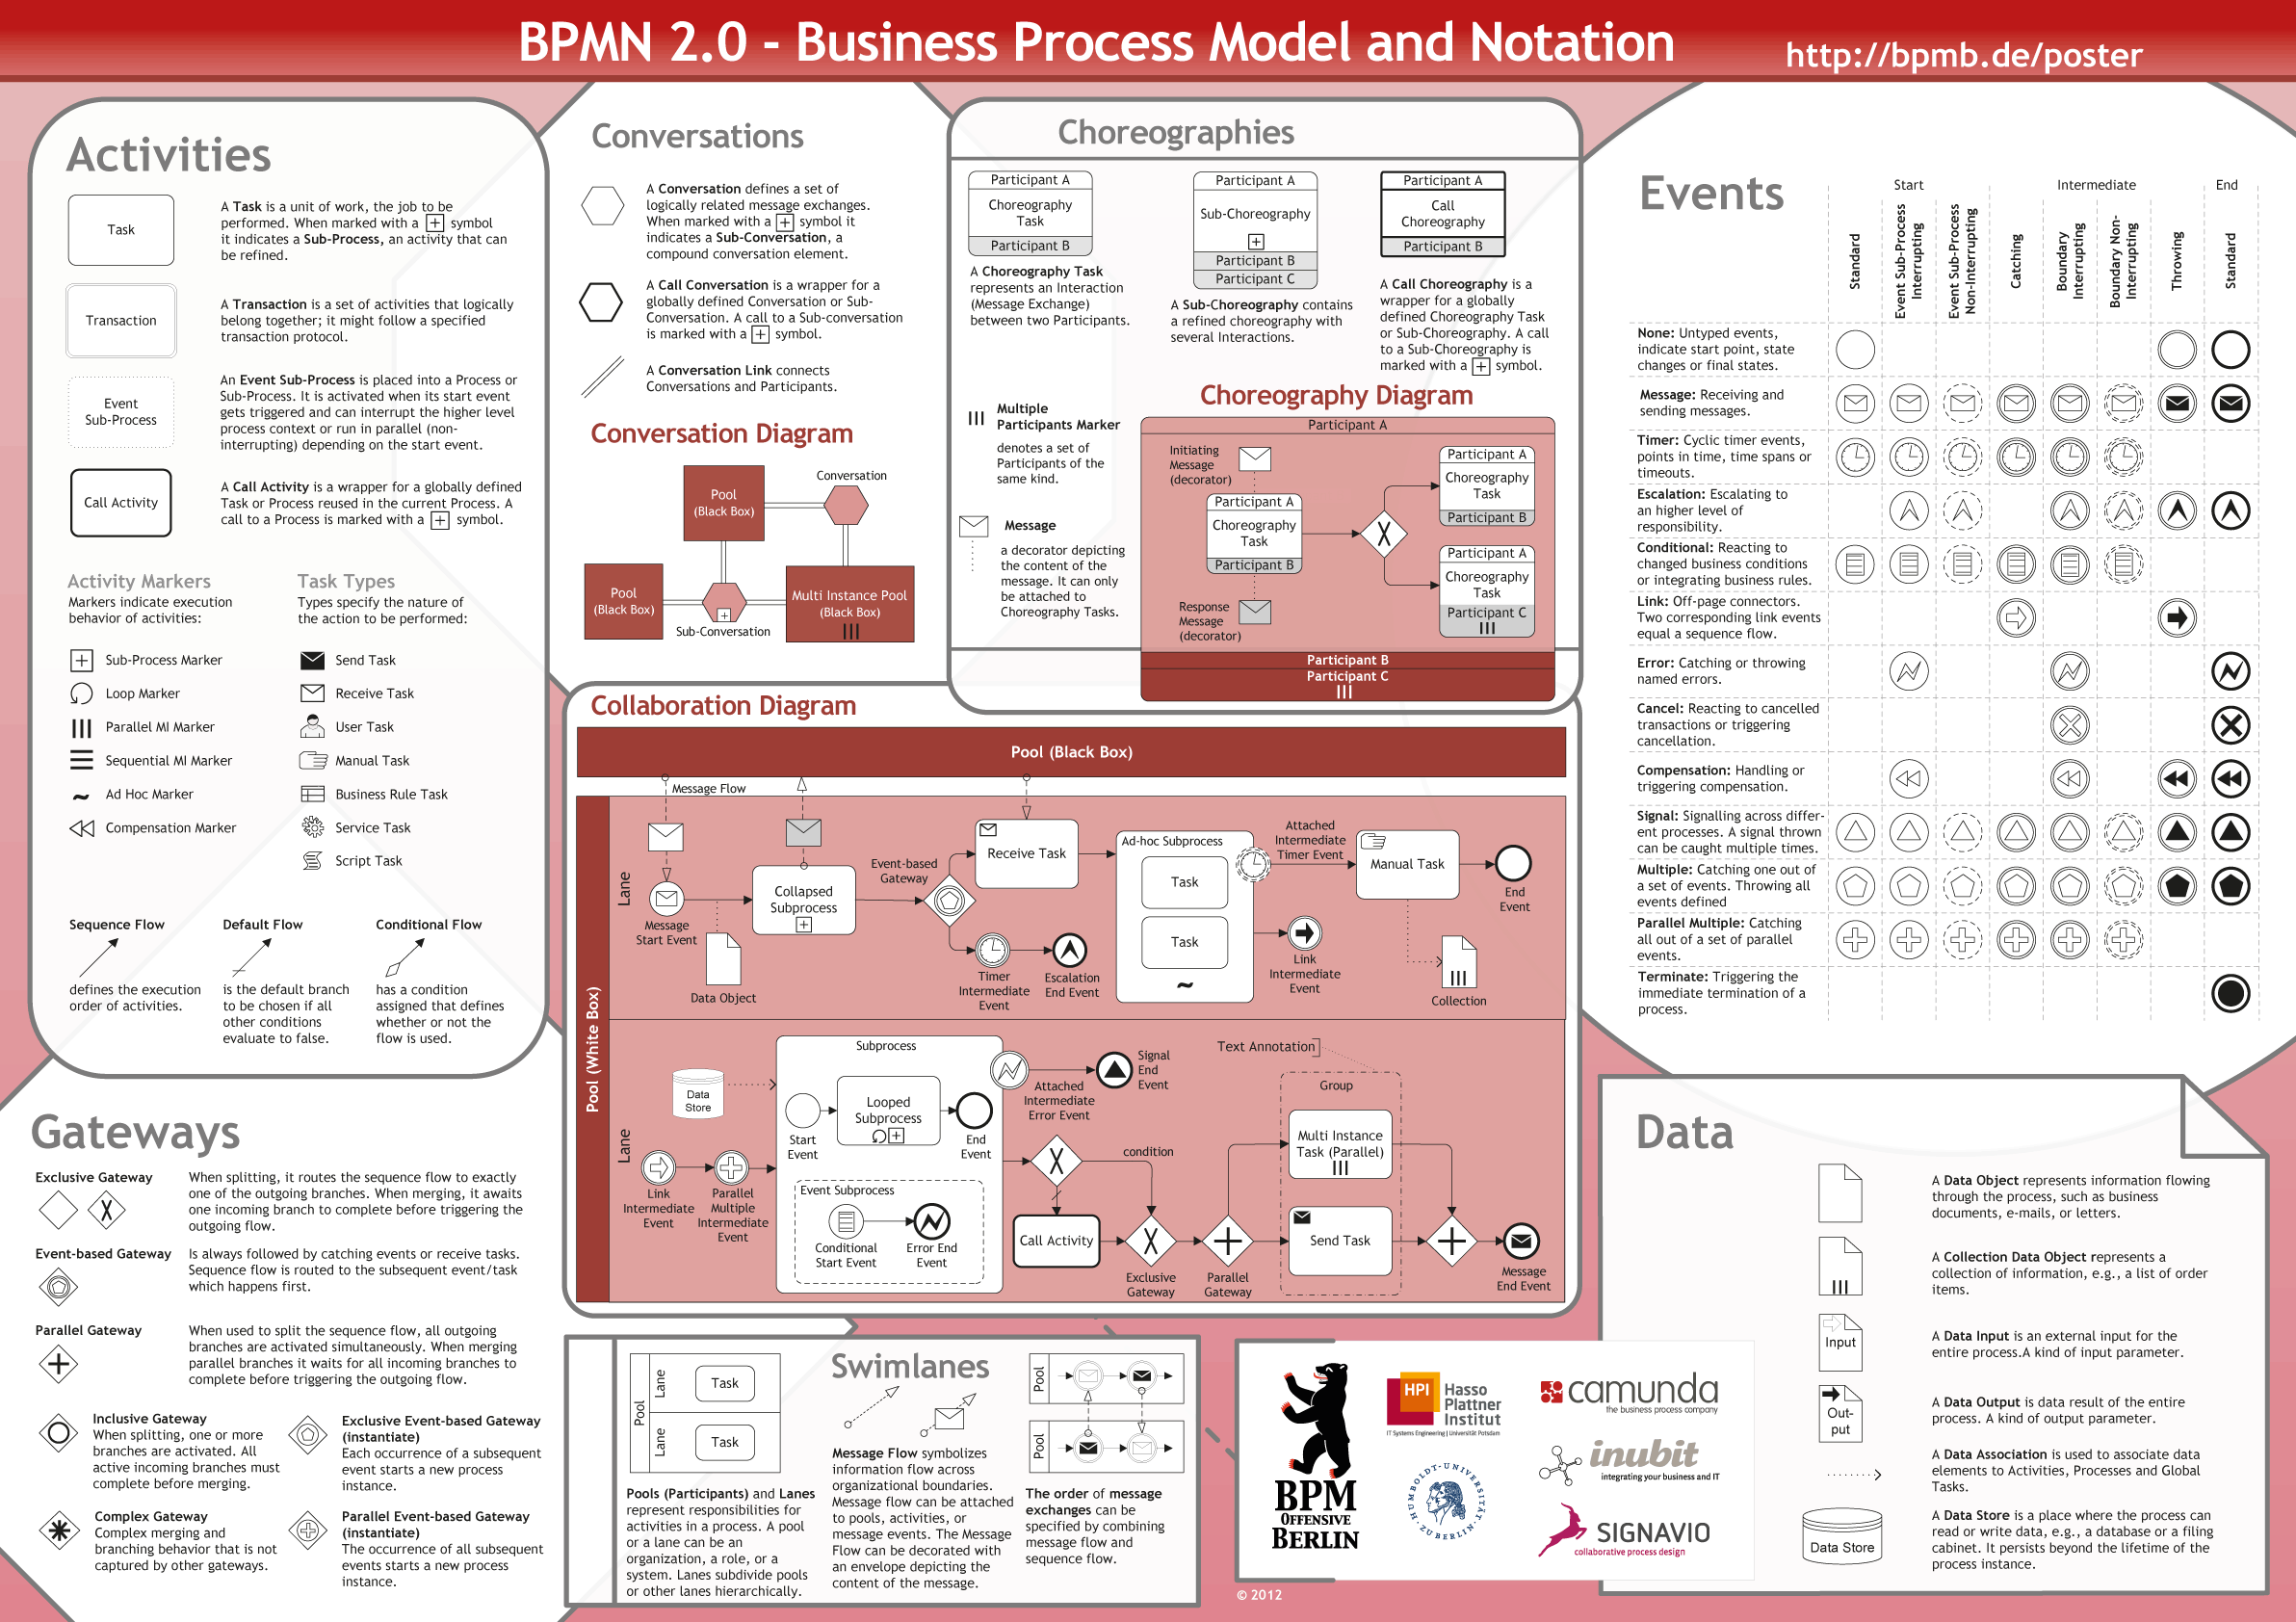 BPMN 2.0 - Business Process Model and Notation
http://bpmb.de/poster
Activities
Task
A Task is a unit of work, the job to be
performed. When marked with a + symbol
it indicates a Sub-Process, an activity that can
be refined.
Transaction
A Transaction is a set of activities that logically
belong together; it might follow a specified
transaction protocol.
Event
Sub-Process
An Event Sub-Process is placed into a Process or
Sub-Process. It is activated when its start event
gets triggered and can interrupt the higher level
process context or run in parallel (non-
interrupting) depending on the start event.
Call Activity
A Call Activity is a wrapper for a globally defined
Task or Process reused in the current Process. A
call to a Process is marked with a + symbol.
Activity Markers
Markers indicate execution
behavior of activities:
Sub-Process Marker
Loop Marker
Parallel MI Marker
Sequential MI Marker
Ad Hoc Marker
Compensation Marker
Task Types
Types specify the nature of
the action to be performed:
Send Task
Receive Task
User Task
Manual Task
Business Rule Task
Service Task
Script Task
Sequence Flow
defines the execution
order of activities.
Default Flow
is the default branch
to be chosen if all
other conditions
evaluate to false.
Conditional Flow
has a condition
assigned that defines
whether or not the
flow is used.
Gateways
Exclusive Gateway
When splitting, it routes the sequence flow to exactly
one of the outgoing branches. When merging, it awaits
one incoming branch to complete before triggering the
outgoing flow.
Event-based Gateway
Is always followed by catching events or receive tasks.
Sequence flow is routed to the subsequent event/task
which happens first.
Parallel Gateway
When used to split the sequence flow, all outgoing
branches are activated simultaneously. When merging
parallel branches it waits for all incoming branches to
complete before triggering the outgoing flow.
Inclusive Gateway
When splitting, one or more
branches are activated. All
active incoming branches must
complete before merging.
Exclusive Event-based Gateway
(instantiate)
Each occurrence of a subsequent
event starts a new process
instance.
Complex Gateway
Complex merging and
branching behavior that is not
captured by other gateways.
Parallel Event-based Gateway
(instantiate)
The occurrence of all subsequent
events starts a new process
instance.
Conversations
A Conversation defines a set of
logically related message exchanges.
When marked with a + symbol it
indicates a Sub-Conversation, a
compound conversation element.
A Call Conversation is a wrapper for a
globally defined Conversation or Sub-
Conversation. A call to a Sub-conversation
is marked with a + symbol.
A Conversation Link connects
Conversations and Participants.
Conversation Diagram
Pool
(Black Box)
Conversation
Pool
(Black Box)
Sub-Conversation
Multi Instance Pool
(Black Box)
Choreographies
Participant A
Choreography
Task
Participant B
A Choreography Task
represents an Interaction
(Message Exchange)
between two Participants.
Participant A
Sub-Choreography
Participant B
Participant C
A Sub-Choreography contains
a refined choreography with
several Interactions.
Participant A
Call
Choreography
Participant B
A Call Choreography is a
wrapper for a globally
defined Choreography Task
or Sub-Choreography. A call
to a Sub-Choreography is
marked with a + symbol.
Multiple
Participants Marker
denotes a set of
Participants of the
same kind.
Message
a decorator depicting
the content of the
message. It can only
be attached to
Choreography Tasks.
Choreography Diagram
Participant A
Initiating
Message
(decorator)
Participant A
Choreography
Task
Participant B
Response
Message
(decorator)
Participant A
Choreography
Task
Participant B
Participant A
Choreography
Task
Participant C
Participant B
Participant C
Collaboration Diagram
Pool (Black Box)
Message Flow
Pool (White Box)
Lane
Message
Start Event
Data Object
Collapsed
Subprocess
Event-based
Gateway
Receive Task
Timer
Intermediate
Event
Escalation
End Event
Ad-hoc Subprocess
Task
Task
Attached
Intermediate
Timer Event
Manual Task
End
Event
Link
Intermediate
Event
Collection
Lane
Data
Store
Link
Intermediate
Event
Parallel
Multiple
Intermediate
Event
Subprocess
Start
Event
Looped
Subprocess
End
Event
Event Subprocess
Conditional
Start Event
Error End
Event
Attached
Intermediate
Error Event
Signal
End
Event
condition
Call Activity
Exclusive
Gateway
Parallel
Gateway
Text Annotation
Group
Multi Instance
Task (Parallel)
Send Task
Message
End Event
Swimlanes
Pool
Lane
Task
Lane
Task
Pools (Participants) and Lanes
represent responsibilities for
activities in a process. A pool
or a lane can be an
organization, a role, or a
system. Lanes subdivide pools
or other lanes hierarchically.
Message Flow symbolizes
information flow across
organizational boundaries.
Message flow can be attached
to pools, activities, or
message events. The Message
Flow can be decorated with
an envelope depicting the
content of the message.
Pool
Pool
The order of message
exchanges can be
specified by combining
message flow and
sequence flow.
BPM
OFFENSIVE
BERLIN
HPI
Hasso
Plattner
Institut
IT Systems Engineering | Universität Potsdam
HUMBOLDT-UNIVERSITÄT
ZU BERLIN
camunda
the business process company
inubit
integrating your business and IT
SIGNAVIO
collaborative process design
© 2012
Events
Start
Intermediate
End
Standard
Event Sub-Process
Interrupting
Event Sub-Process
Non-Interrupting
Catching
Boundary
Interrupting
Boundary Non-
Interrupting
Throwing
Standard
None: Untyped events,
indicate start point, state
changes or final states.
Message: Receiving and
sending messages.
Timer: Cyclic timer events,
points in time, time spans or
timeouts.
Escalation: Escalating to
an higher level of
responsibility.
Conditional: Reacting to
changed business conditions
or integrating business rules.
Link: Off-page connectors.
Two corresponding link events
equal a sequence flow.
Error: Catching or throwing
named errors.
Cancel: Reacting to cancelled
transactions or triggering
cancellation.
Compensation: Handling or
triggering compensation.
Signal: Signalling across differ-
ent processes. A signal thrown
can be caught multiple times.
Multiple: Catching one out of
a set of events. Throwing all
events defined
Parallel Multiple: Catching
all out of a set of parallel
events.
Terminate: Triggering the
immediate termination of a
process.
Data
A Data Object represents information flowing
through the process, such as business
documents, e-mails, or letters.
A Collection Data Object represents a
collection of information, e.g., a list of order
items.
Input
A Data Input is an external input for the
entire process.A kind of input parameter.
Out-
put
A Data Output is data result of the entire
process. A kind of output parameter.
A Data Association is used to associate data
elements to Activities, Processes and Global
Tasks.
Data Store
A Data Store is a place where the process can
read or write data, e.g., a database or a filing
cabinet. It persists beyond the lifetime of the
process instance.